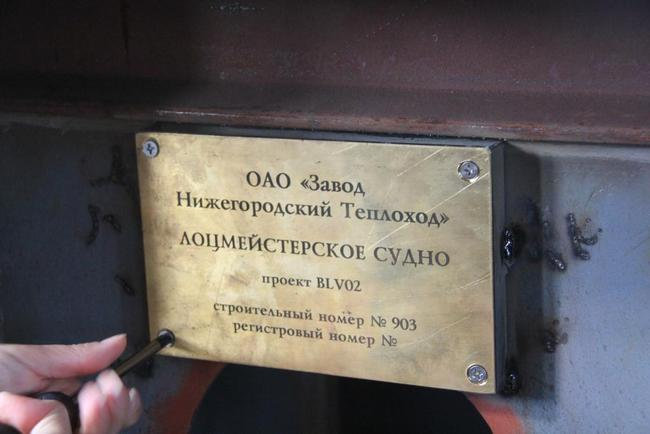 ОАО «Завод
Нижегородский Теплоход»
ЛОЦМЕЙСТЕРСКОЕ СУДНО
проект BLV02
строительный номер № 903
регистровый номер №